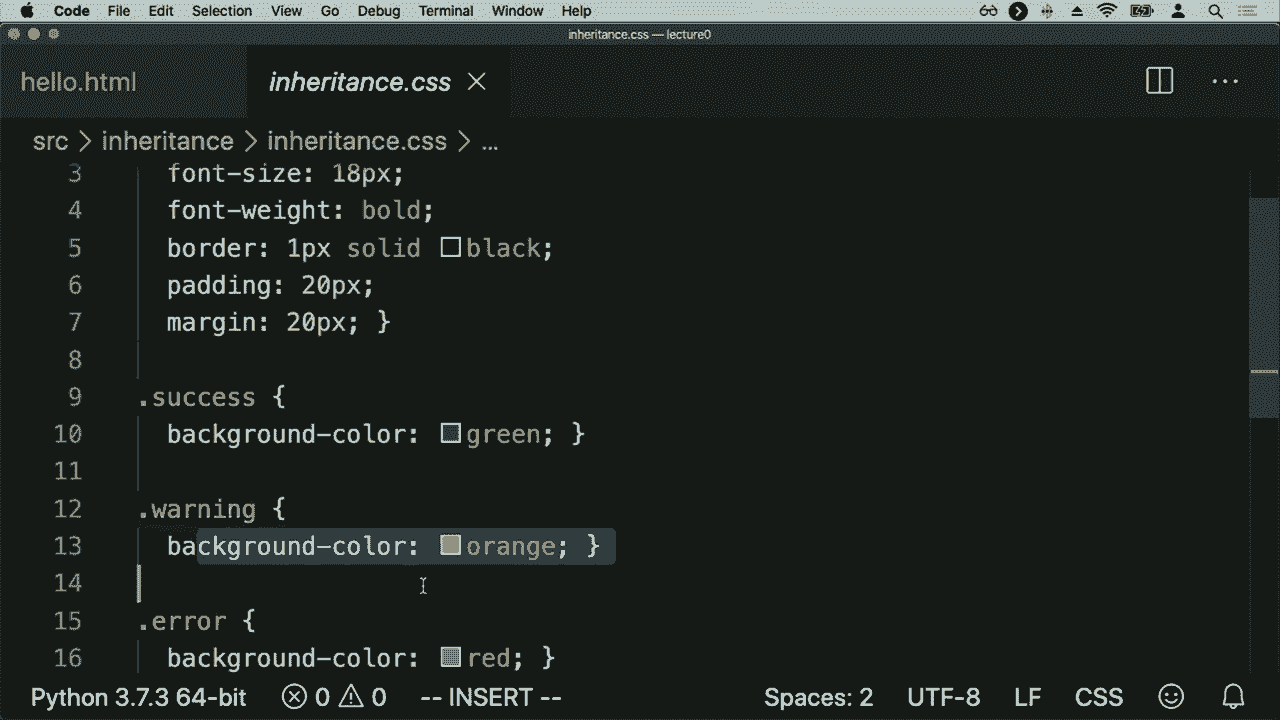 Code File Edit Selection View Go Debug Terminal Window Help
inheritance.css — lecture0
hello.html inheritance.css
src > inheritance > inheritance.css > ...
3 font-size: 18px;
4 font-weight: bold;
5 border: 1px solid black;
6 padding: 20px;
7 margin: 20px; }
8
9 .success {
10 background-color: green; }
11
12 .warning {
13 background-color: orange; }
14
15 .error {
16 background-color: red; }
Python 3.7.3 64-bit 0 0 -- INSERT -- Spaces: 2 UTF-8 LF CSS